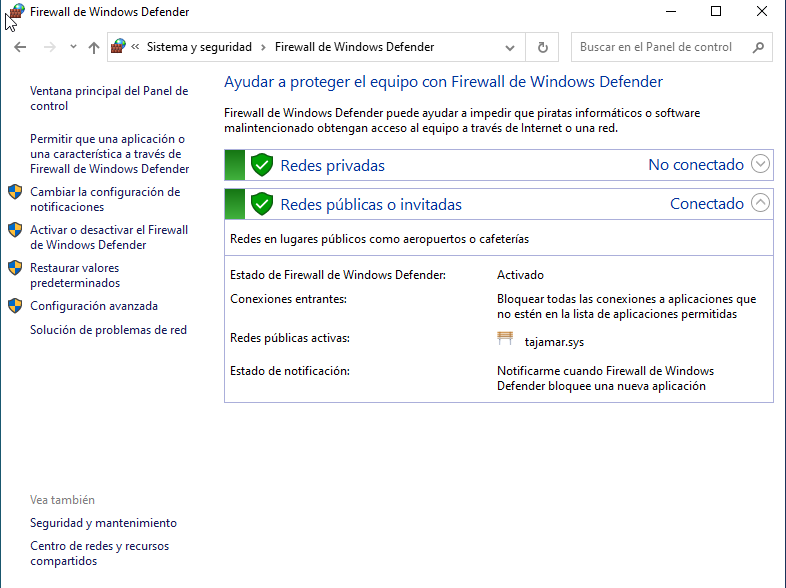 Firewall de Windows Defender
« Sistema y seguridad › Firewall de Windows Defender
Buscar en el Panel de control
Ventana principal del Panel de
control
Permitir que una aplicación o
una característica a través de
Firewall de Windows Defender
Cambiar la configuración de
notificaciones
Activar o desactivar el Firewall
de Windows Defender
Restaurar valores
predeterminados
Configuración avanzada
Solución de problemas de red
Ayudar a proteger el equipo con Firewall de Windows Defender
Firewall de Windows Defender puede ayudar a impedir que piratas informáticos o software
malintencionado obtengan acceso al equipo a través de Internet o una red.
Redes privadas No conectado
Redes públicas o invitadas Conectado
Redes en lugares públicos como aeropuertos o cafeterías
Estado de Firewall de Windows Defender: Activado
Conexiones entrantes: Bloquear todas las conexiones a aplicaciones que
no estén en la lista de aplicaciones permitidas
Redes públicas activas: tajamar.sys
Estado de notificación: Notificarme cuando Firewall de Windows
Defender bloquee una nueva aplicación
Vea también
Seguridad y mantenimiento
Centro de redes y recursos
compartidos